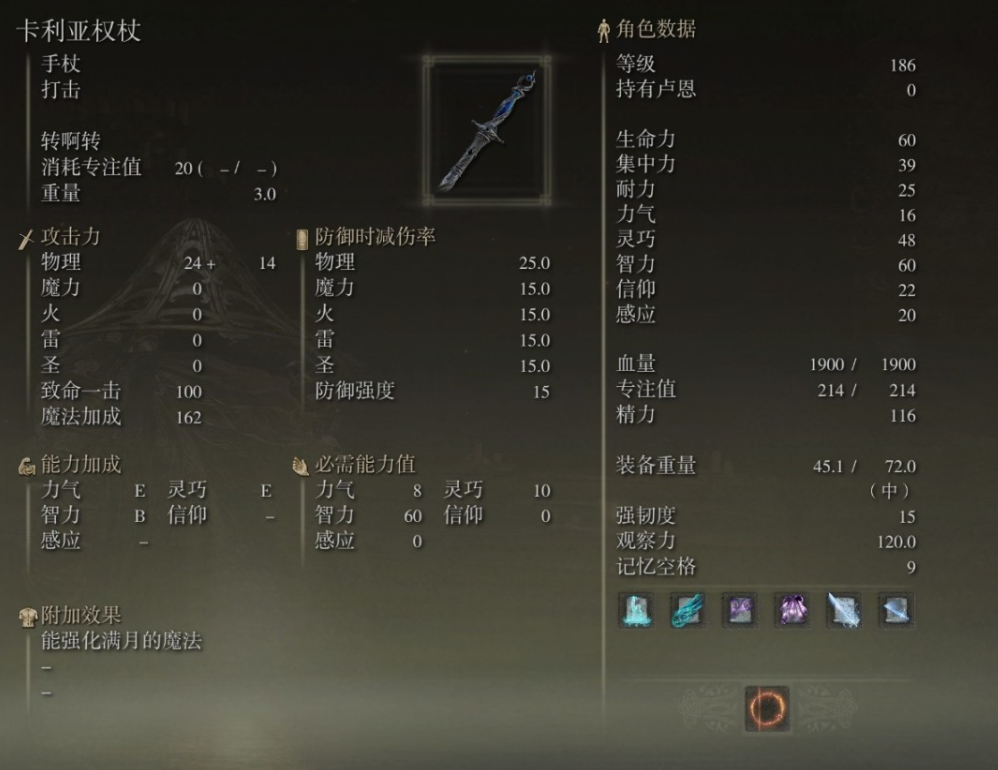 卡利亚权杖
手杖
打击
转啊转
消耗专注值 20 ( – / – )
重量 3.0
攻击力
物理 24 + 14
魔力 0
火 0
雷 0
圣 0
致命一击 100
魔法加成 162
防御时减伤率
物理 25.0
魔力 15.0
火 15.0
雷 15.0
圣 15.0
防御强度 15
能力加成
力气 E 灵巧 E
智力 B 信仰 –
感应 –
必需能力值
力气 8 灵巧 10
智力 60 信仰 0
感应 0
附加效果
能强化满月的魔法
–
–
角色数据
等级 186
持有卢恩 0
生命力 60
集中力 39
耐力 25
力气 16
灵巧 48
智力 60
信仰 22
感应 20
血量 1900 / 1900
专注值 214 / 214
精力 116
装备重量 45.1 / 72.0
（中）
强韧度 15
观察力 120.0
记忆空格 9